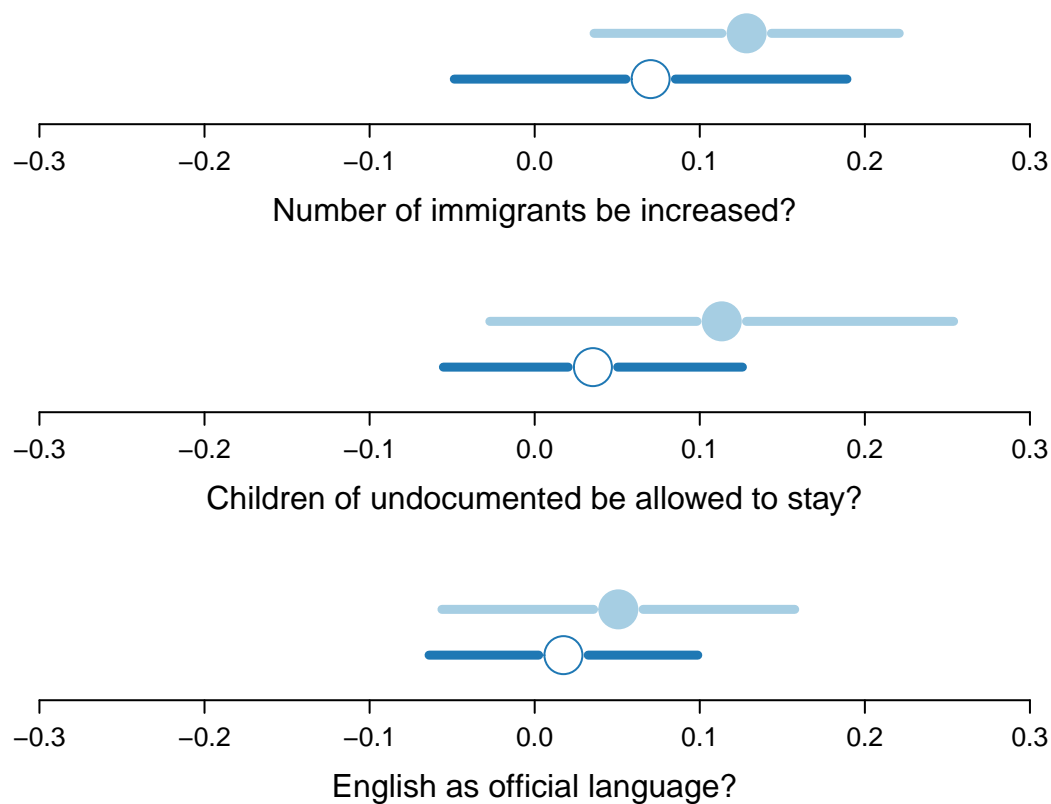 −0.3 −0.2 −0.1 0.0 0.1 0.2 0.3
Number of immigrants be increased?
−0.3 −0.2 −0.1 0.0 0.1 0.2 0.3
Children of undocumented be allowed to stay?
−0.3 −0.2 −0.1 0.0 0.1 0.2 0.3
English as official language?